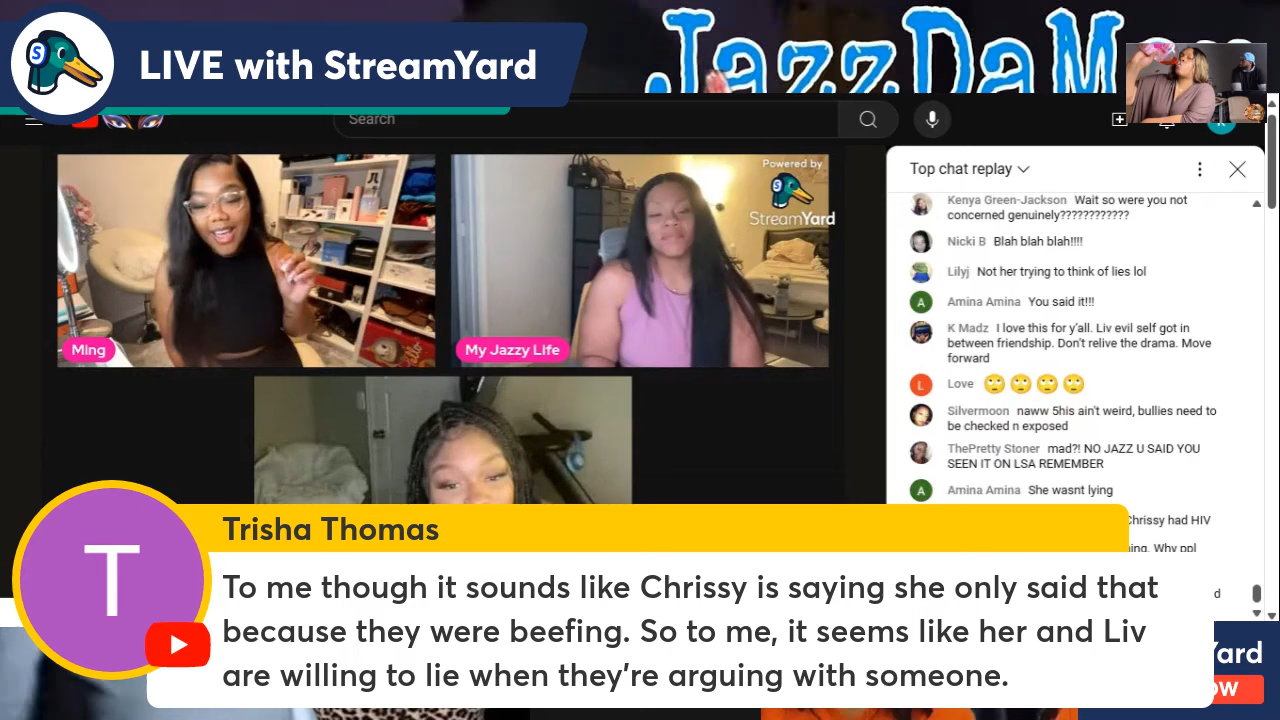 LIVE with StreamYard
JazzDaM
Search
Powered by
StreamYard
Ming
My Jazzy Life
Top chat replay
Kenya Green-Jackson Wait so were you not
concerned genuinely????????????
Nicki B Blah blah blah!!!!
Lilyj Not her trying to think of lies lol
A
Amina Amina You said it!!!
K Madz I love this for y'all. Liv evil self got in
between friendship. Don't relive the drama. Move
forward
L
Love 🙄 🙄 🙄 🙄
Silvermoon naww 5his ain't weird, bullies need to
be checked n exposed
ThePretty Stoner mad?! NO JAZZ U SAID YOU
SEEN IT ON LSA REMEMBER
A
Amina Amina She wasnt lying
Chrissy had HIV
Why ppl
d
T
Trisha Thomas
To me though it sounds like Chrissy is saying she only said that
because they were beefing. So to me, it seems like her and Liv
are willing to lie when they're arguing with someone.
Yard
OW